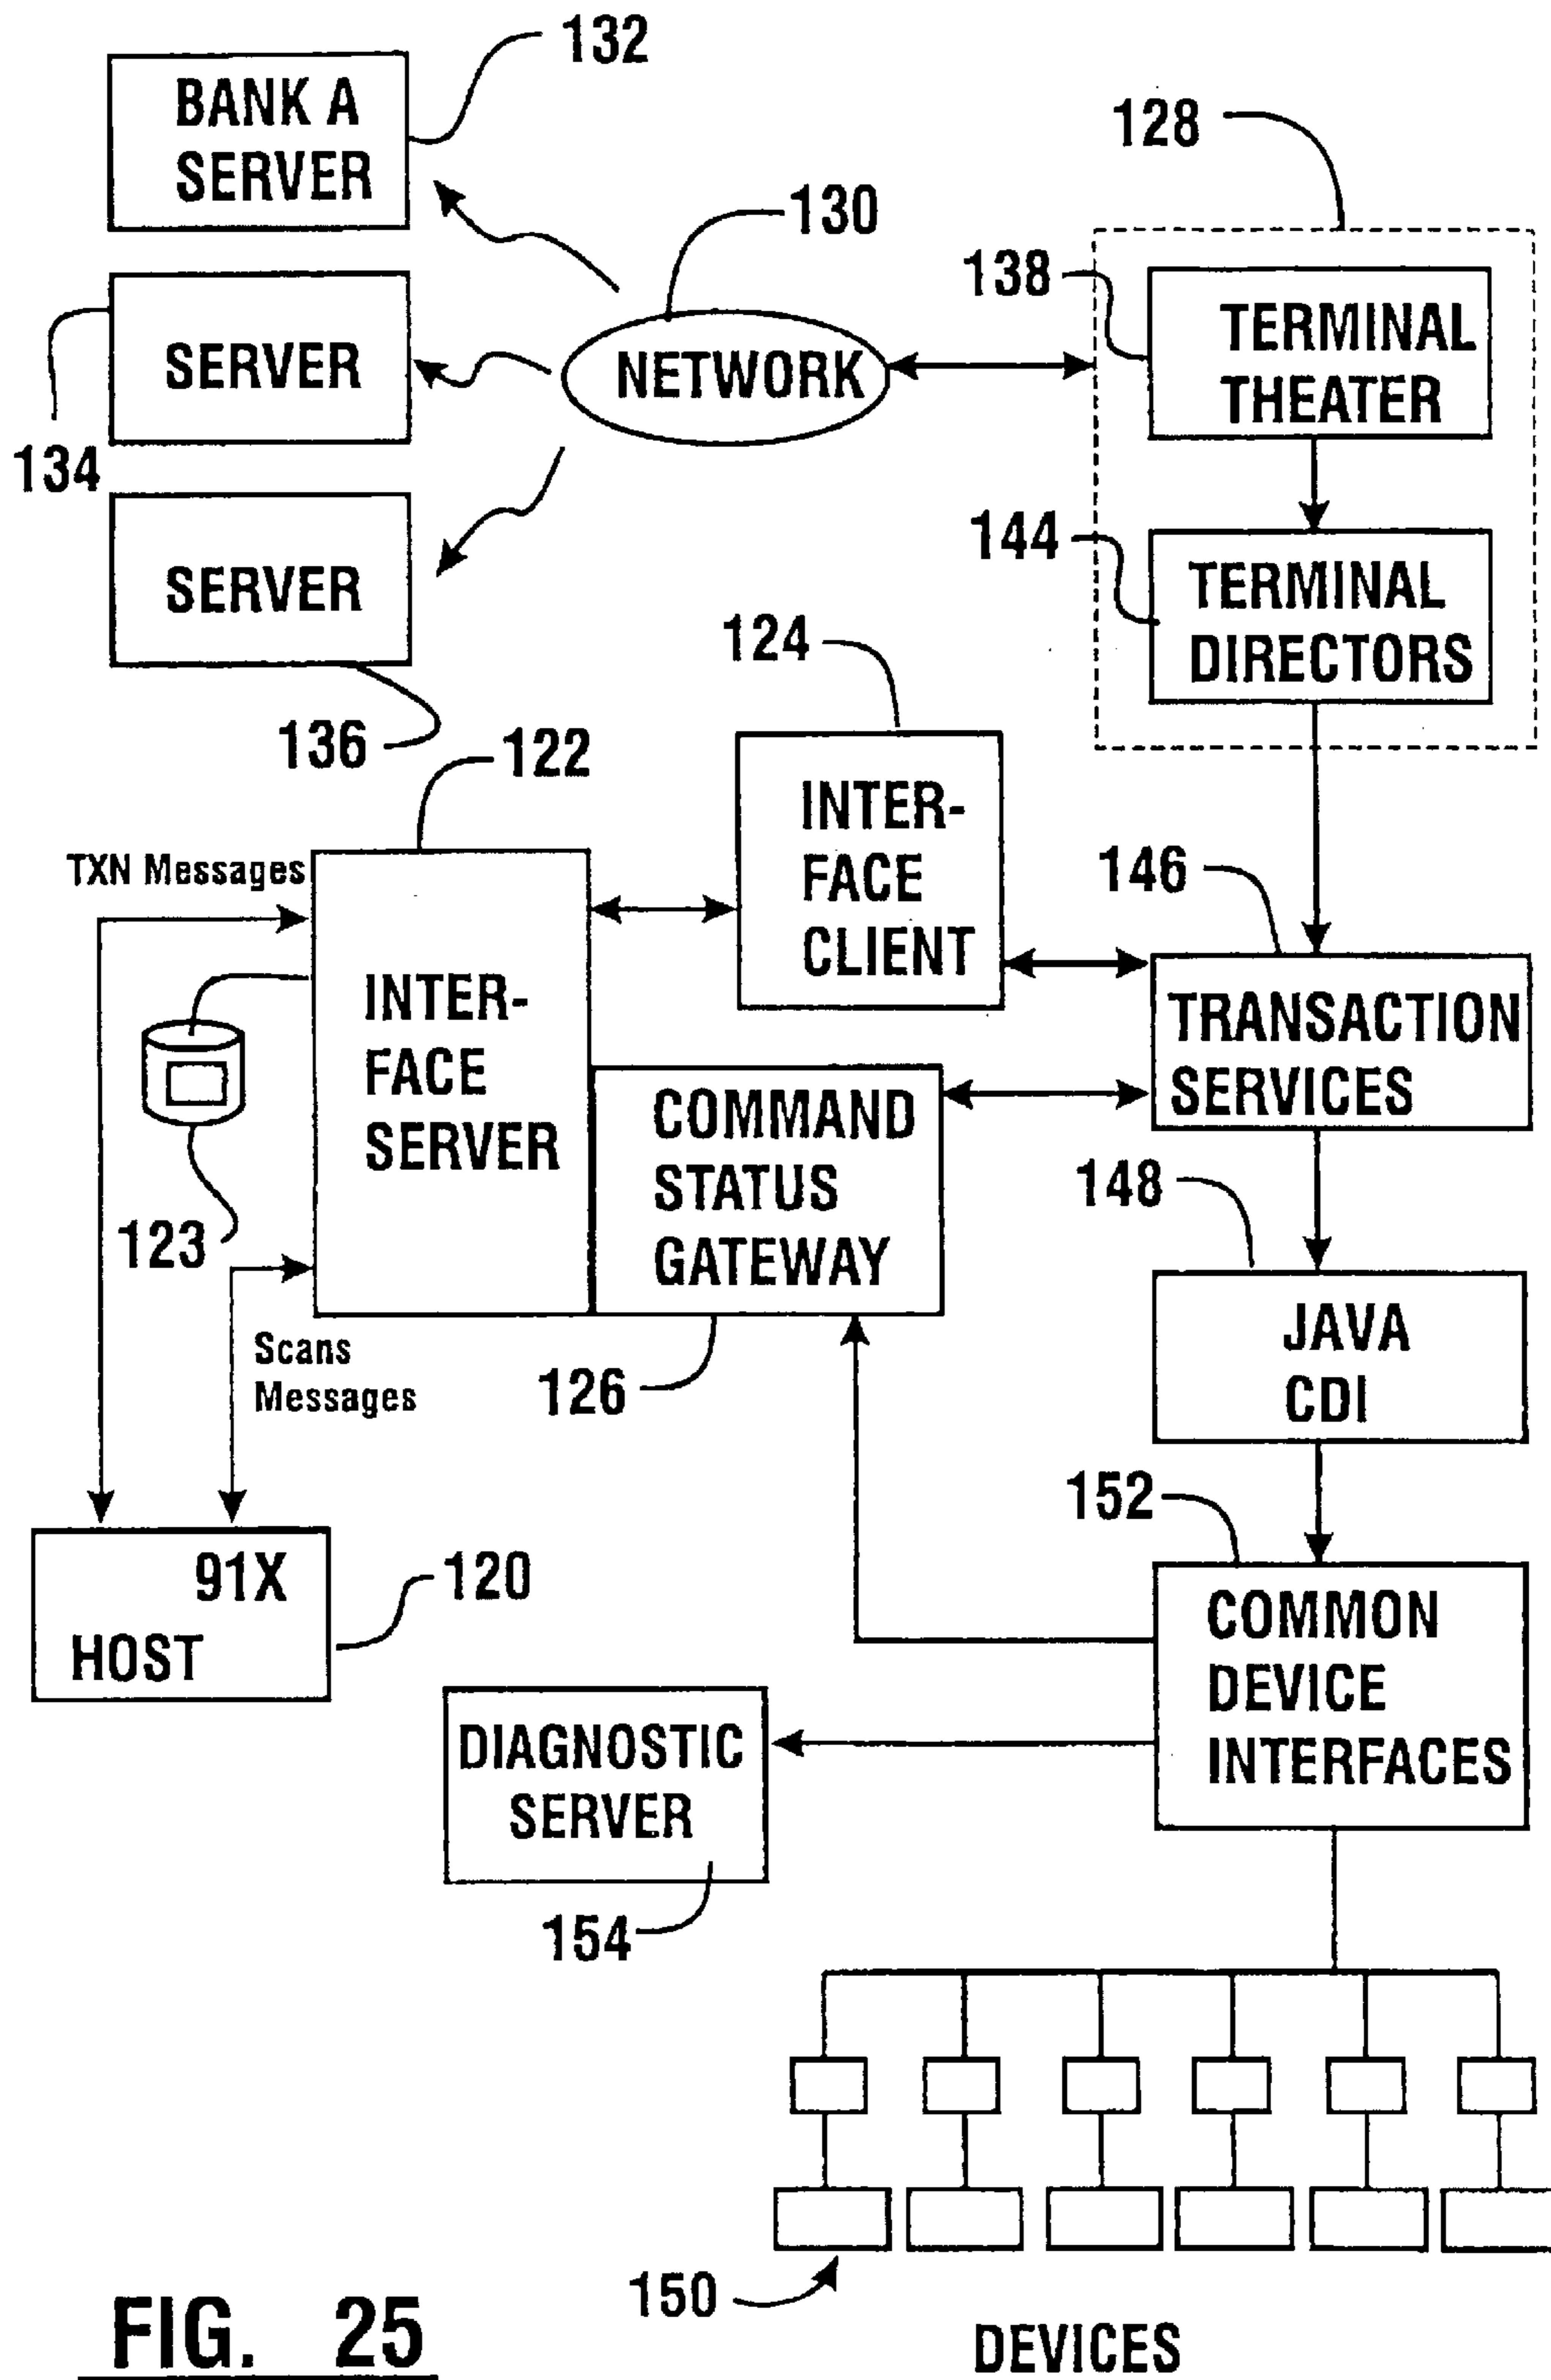 132
BANK A
SERVER
128
130
138
TERMINAL
THEATER
SERVER
NETWORK
134
144
TERMINAL
DIRECTORS
SERVER
124
136
122
INTER-
FACE
CLIENT
TXN Messages
146
INTER-
FACE
SERVER
TRANSACTION
SERVICES
COMMAND
STATUS
GATEWAY
123
148
Scans
Messages
126
JAVA
CDI
152
91X
HOST
120
COMMON
DEVICE
INTERFACES
DIAGNOSTIC
SERVER
154
150
DEVICES
FIG. 25